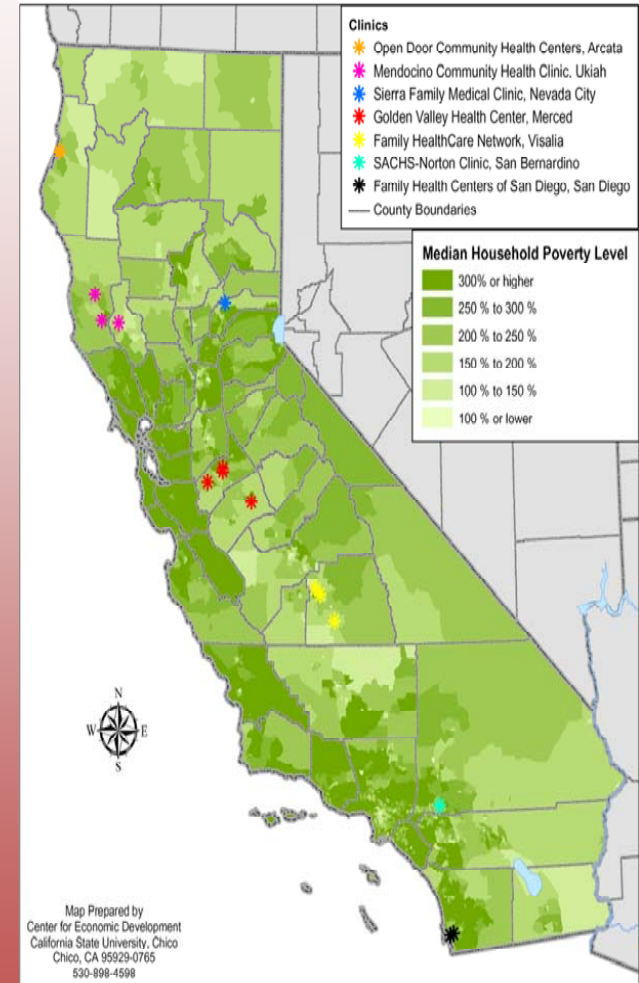 Clinics
Open Door Community Health Centers, Arcata
Mendocino Community Health Clinic, Ukiah
Sierra Family Medical Clinic, Nevada City
Golden Valley Health Center, Merced
Family HealthCare Network, Visalia
SACHS-Norton Clinic, San Bernardino
Family Health Centers of San Diego, San Diego
County Boundaries
Median Household Poverty Level
300% or higher
250 % to 300 %
200 % to 250 %
150 % to 200 %
100 % to 150 %
100 % or lower
N
W E
S
Map Prepared by
Center for Economic Development
California State University, Chico
Chico, CA 95929-0765
530-898-4598